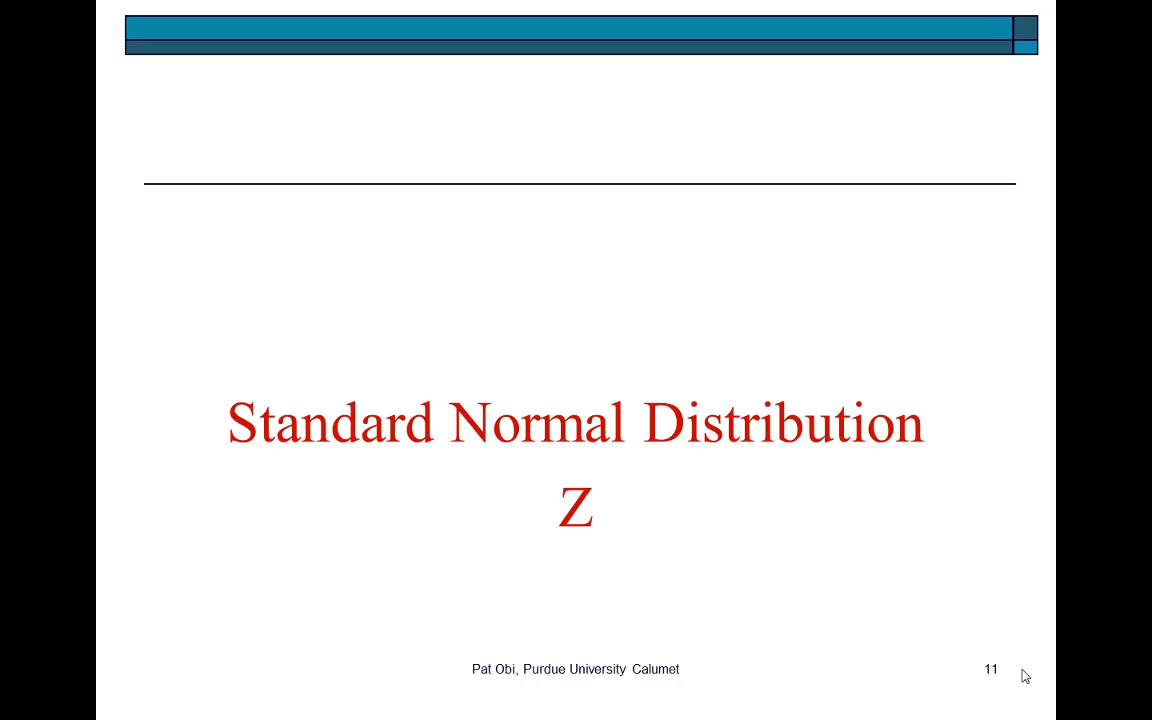 Standard Normal Distribution
Z
Pat Obi, Purdue University Calumet 11